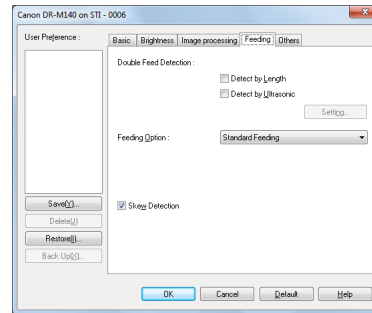 Canon DR-M140 on STI - 0006
User Preference :
Basic Brightness Image processing Feeding Others
Double Feed Detection :
Detect by Length
Detect by Ultrasonic
Setting...
Feeding Option :
Standard Feeding
Skew Detection
Save(Y)...
Delete(J)
Restore(I)...
Back Up(X)...
OK Cancel Default Help